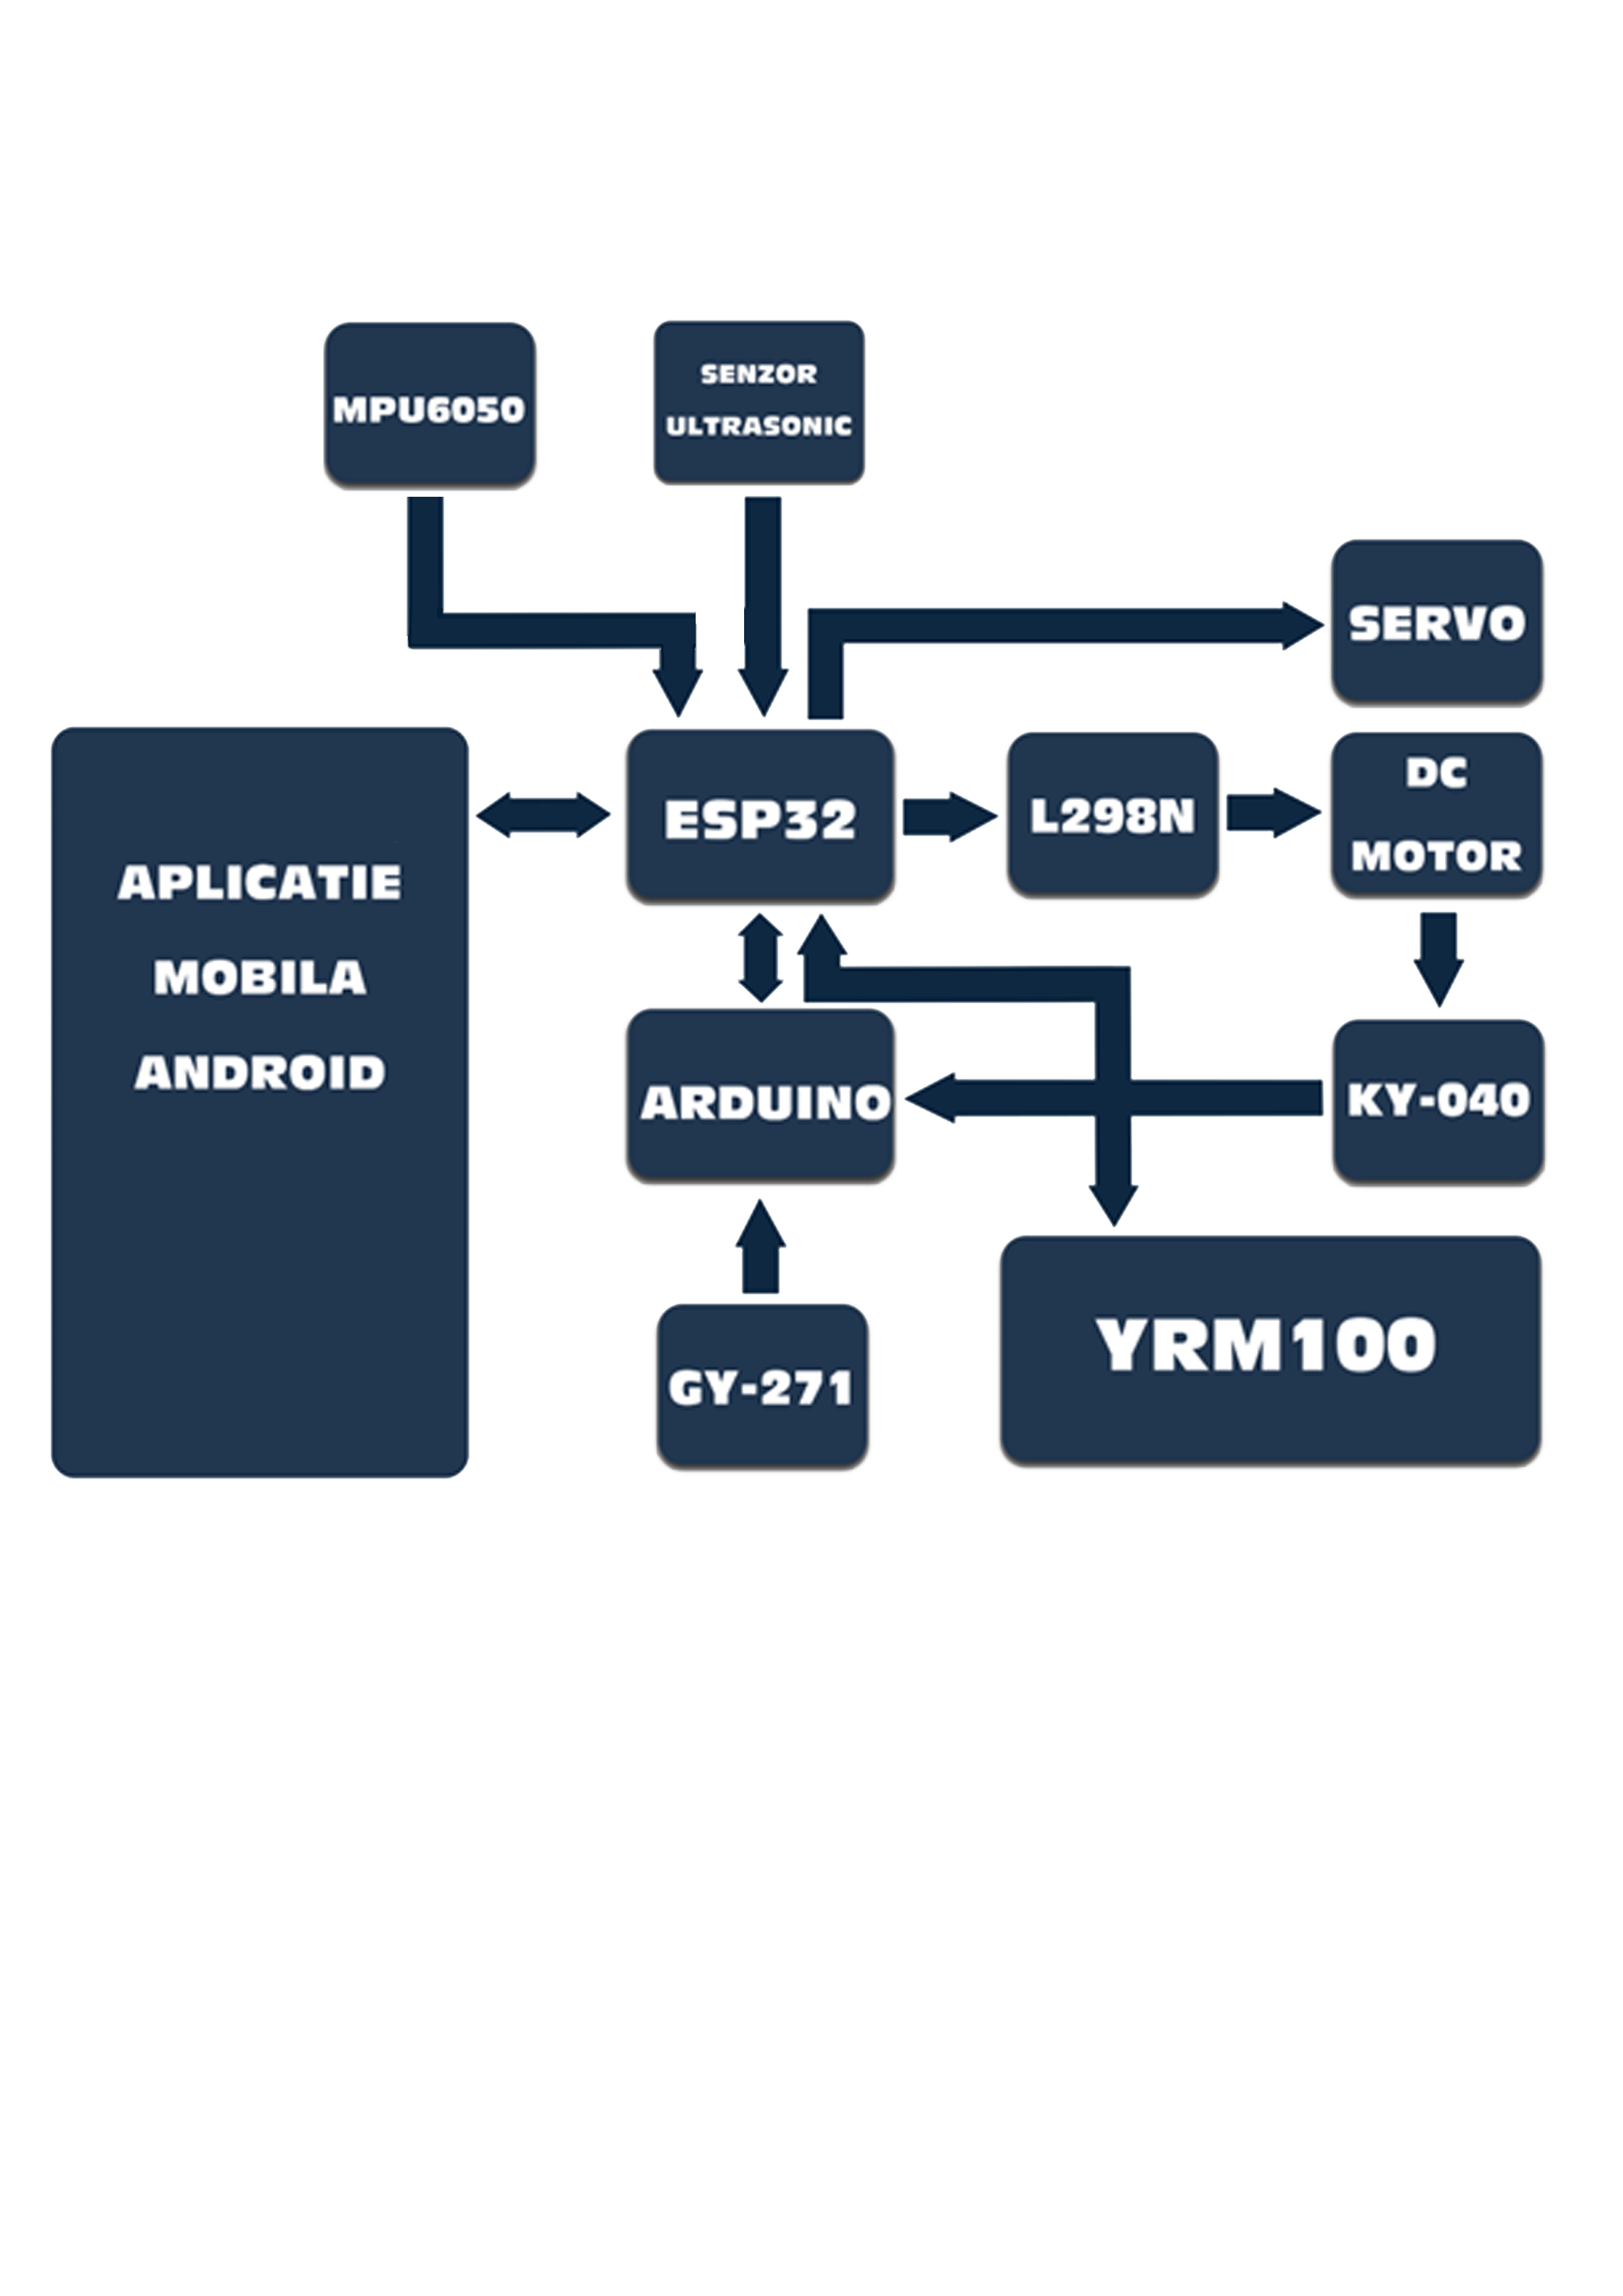 MPU6050
SENZOR
ULTRASONIC
SERVO
APLICATIE
MOBILA
ANDROID
ESP32
L298N
DC
MOTOR
ARDUINO
KY-040
GY-271
YRM100